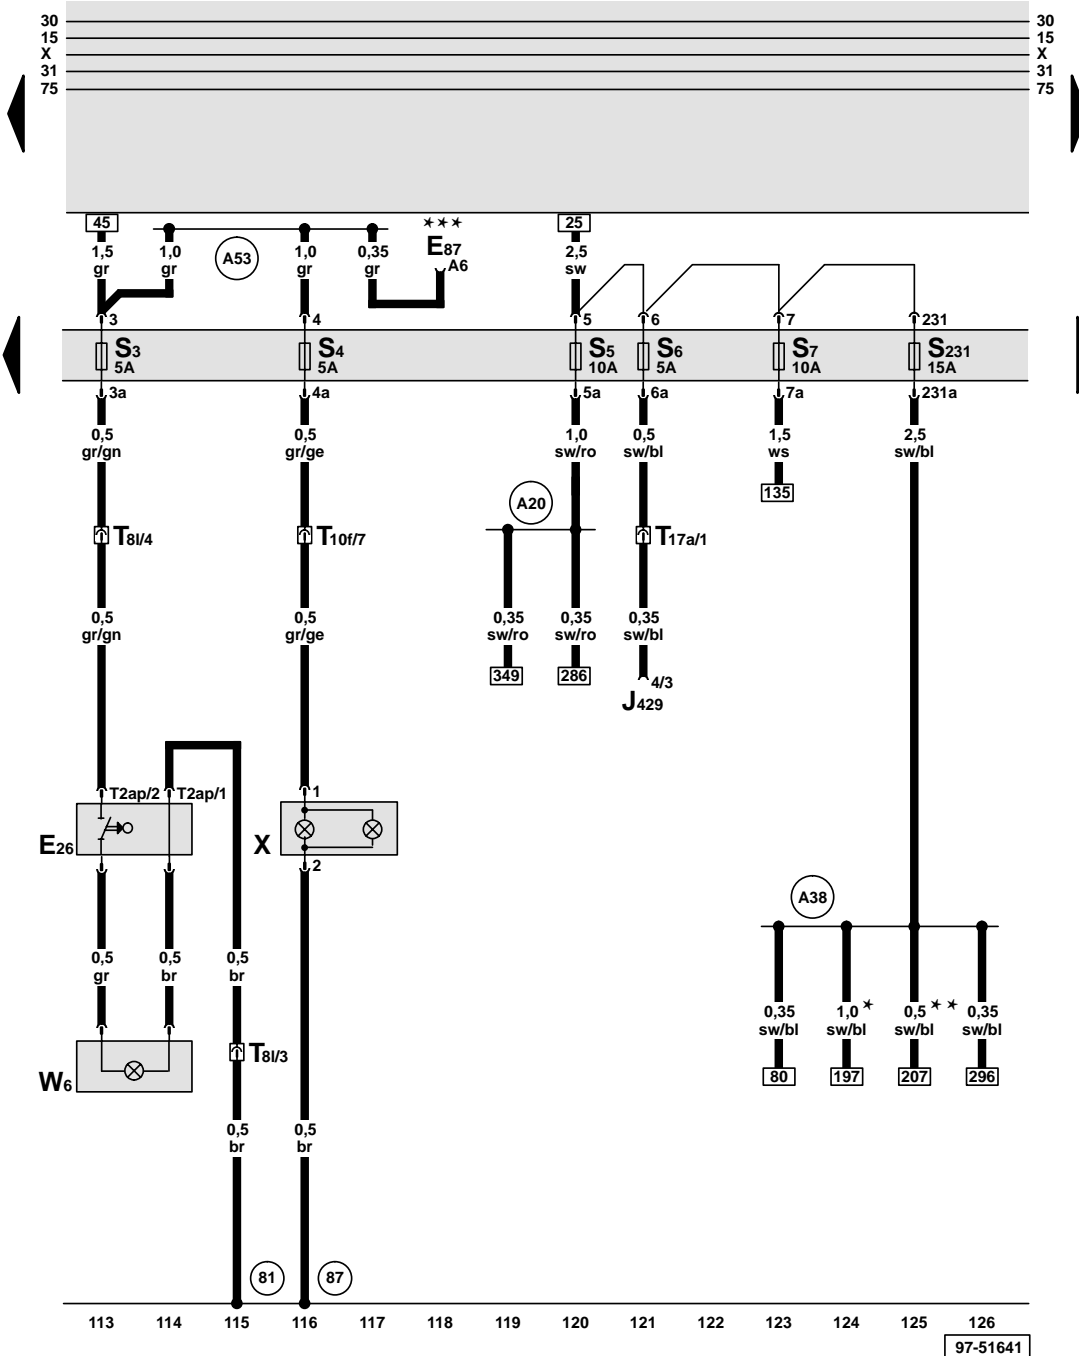 30 30
15 15
X X
31 31
75 75
45 25
★★★
1,5 1,0 A53 1,0 0,35 E87 2,5
gr gr gr gr A6 sw
3 4 5 6 7 231
S3 S4 S5 S6 S7 S231
5A 5A 10A 5A 10A 15A
3a 4a 5a 6a 7a 231a
0,5 0,5 1,0 0,5 1,5 2,5
gr/gn gr/ge sw/ro sw/bl ws sw/bl
135
A20
T8l/4 T10f/7 T17a/1
0,5 0,5 0,35 0,35 0,35
gr/gn gr/ge sw/ro sw/ro sw/bl
349 286 4/3
J429
T2ap/2 T2ap/1 1
E26 X
2
A38
0,5 0,5 0,5
gr br br
0,35 1,0★ 0,5★★ 0,35
sw/bl sw/bl sw/bl sw/bl
T8l/3
W6 80 197 207 296
0,5 0,5
br br
81 87
113 114 115 116 117 118 119 120 121 122 123 124 125 126
97-51641